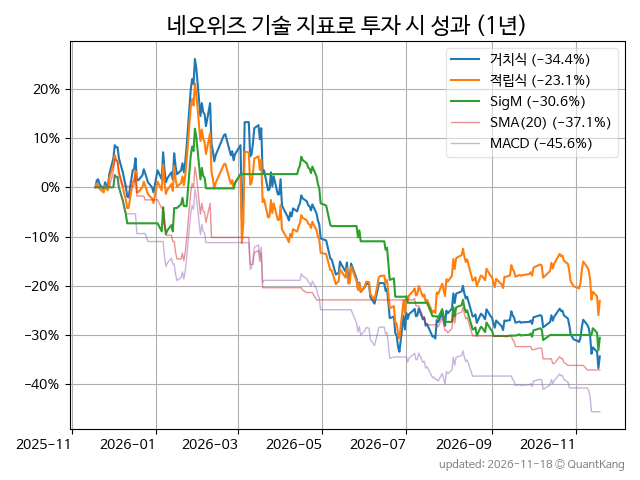 네오위즈 기술 지표로 투자 시 성과 (1년)
거치식 (−34.4%)
적립식 (−23.1%)
SigM (−30.6%)
SMA(20) (−37.1%)
MACD (−45.6%)
20%
10%
0%
−10%
−20%
−30%
−40%
2025-11 2026-01 2026-03 2026-05 2026-07 2026-09 2026-11
updated: 2026-11-18 ⓒ QuantKang